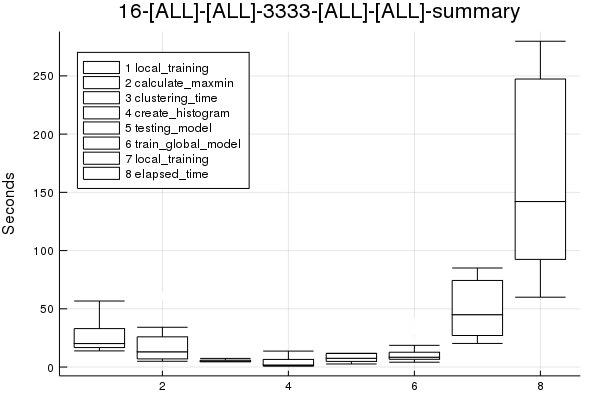 16-[ALL]-[ALL]-3333-[ALL]-[ALL]-summary
Seconds
250
200
150
100
50
0
1 local_training
2 calculate_maxmin
3 clustering_time
4 create_histogram
5 testing_model
6 train_global_model
7 local_training
8 elapsed_time
2 4 6 8